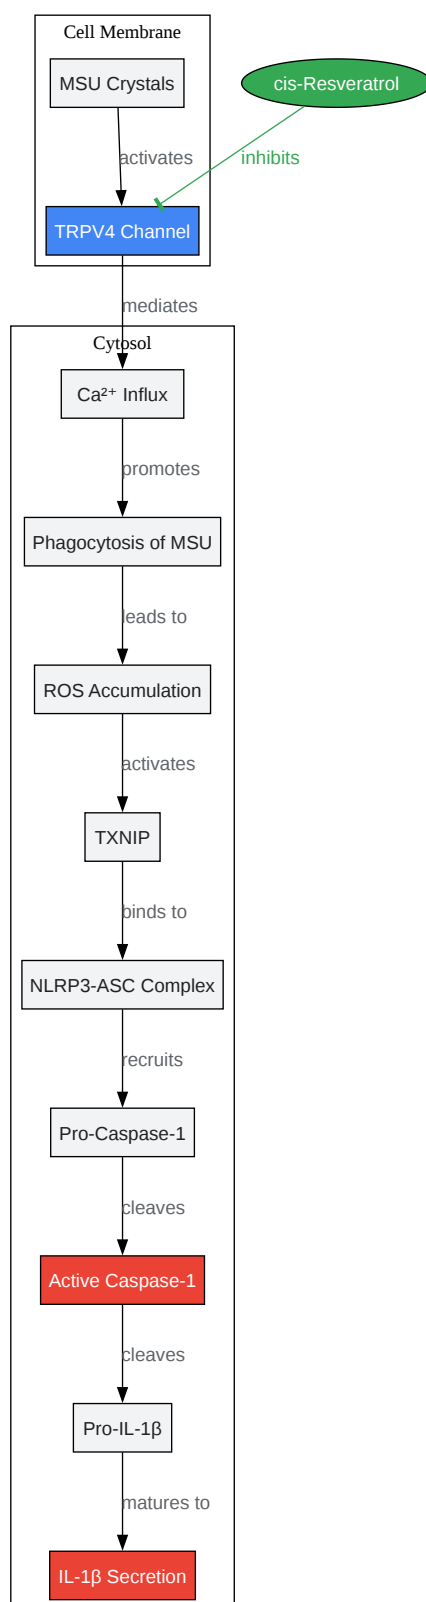 Cell Membrane
MSU Crystals
cis-Resveratrol
activates
inhibits
TRPV4 Channel
mediates
Cytosol
Ca²⁺ Influx
promotes
Phagocytosis of MSU
leads to
ROS Accumulation
activates
TXNIP
binds to
NLRP3-ASC Complex
recruits
Pro-Caspase-1
cleaves
Active Caspase-1
cleaves
Pro-IL-1β
matures to
IL-1β Secretion